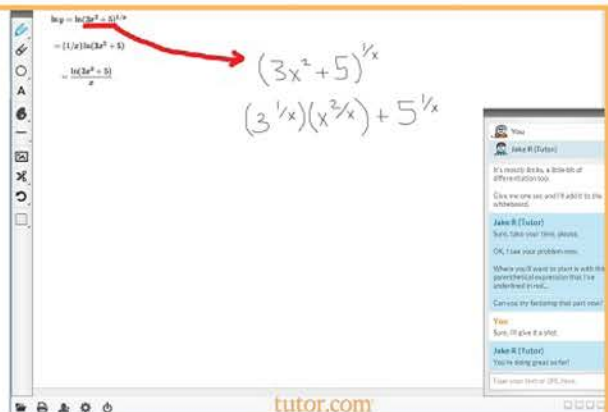 ln y = ln(3x² + 5)^1/x
= (1/x)ln(3x² + 5)
= ln(3x² + 5)
x
(3x² + 5)^1/x
(3^1/x)(x^2/x) + 5^1/x
A
You
Jake R (Tutor)
It's mostly
a little bit of
differentiation too.
Give me one sec and I'll add it to the
whiteboard.
Jake R (Tutor)
Sure, take your time, please.
OK, I see your problem now.
Where you'll want to start is with this
parenthetical expression that I've
underlined in red...
Can you try factoring that part now?
You
Sure, I'll give it a shot.
Jake R (Tutor)
You're doing great so far!
Type your text or URL here.
tutor.com